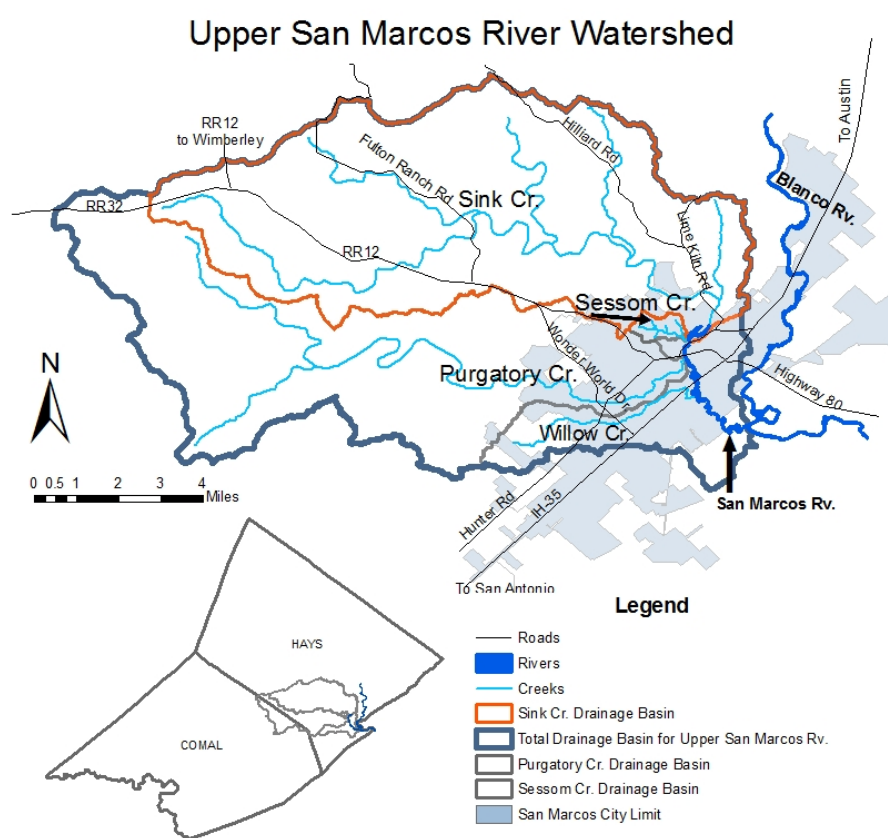 Upper San Marcos River Watershed
To Austin
RR12
to Wimberley
Hilliard Rd
Fulton Ranch Rd
Blanco Rv.
Sink Cr.
RR32
Lime Kiln Rd
RR12
Sessom Cr.
Wonder World Dr.
N
Purgatory Cr.
Highway 80
Willow Cr.
0 0.5 1 2 3 4
Miles
San Marcos Rv.
Hunter Rd
IH-35
To San Antonio
Legend
Roads
Rivers
Creeks
Sink Cr. Drainage Basin
Total Drainage Basin for Upper San Marcos Rv.
Purgatory Cr. Drainage Basin
Sessom Cr. Drainage Basin
San Marcos City Limit
HAYS
COMAL